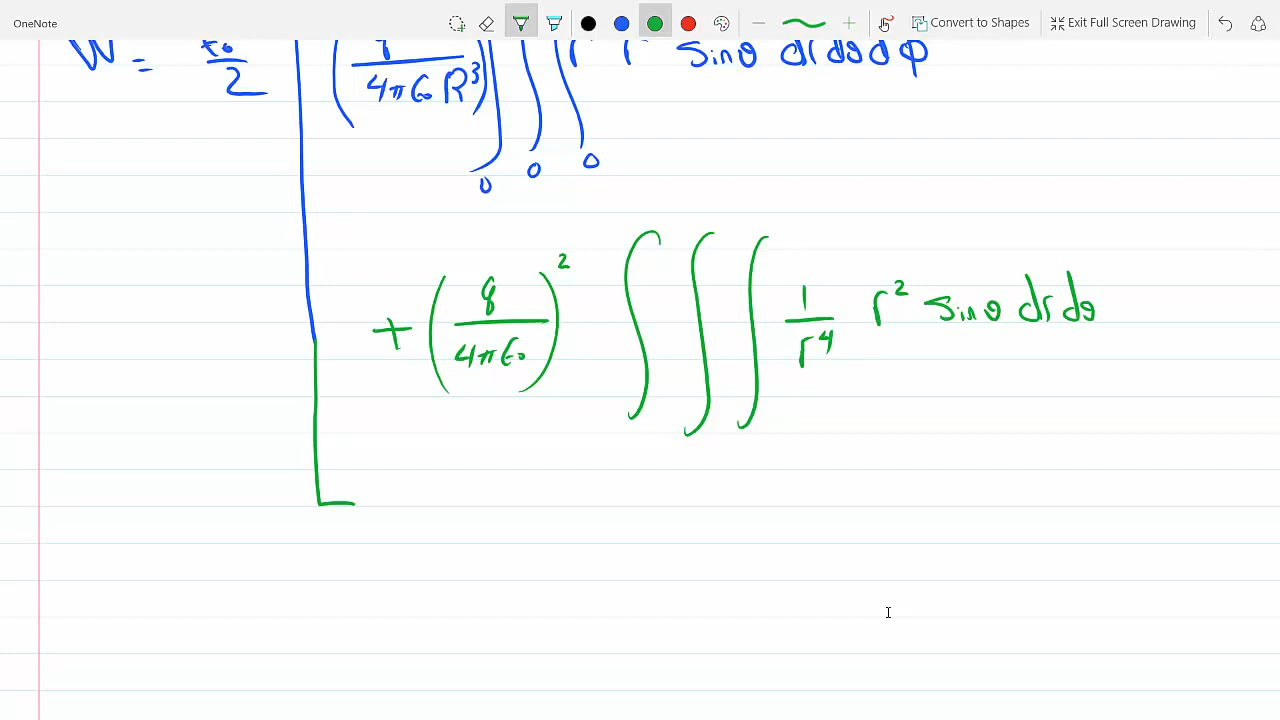 OneNote
Convert to Shapes
Exit Full Screen Drawing
W = ε₀/2 (q/4πε₀R³) ∫₀ ∫₀ ∫₀ r r sinθ dr dθ dφ
+ (q/4πε₀)² ∫∫∫ 1/r⁴ r² sinθ dr dθ